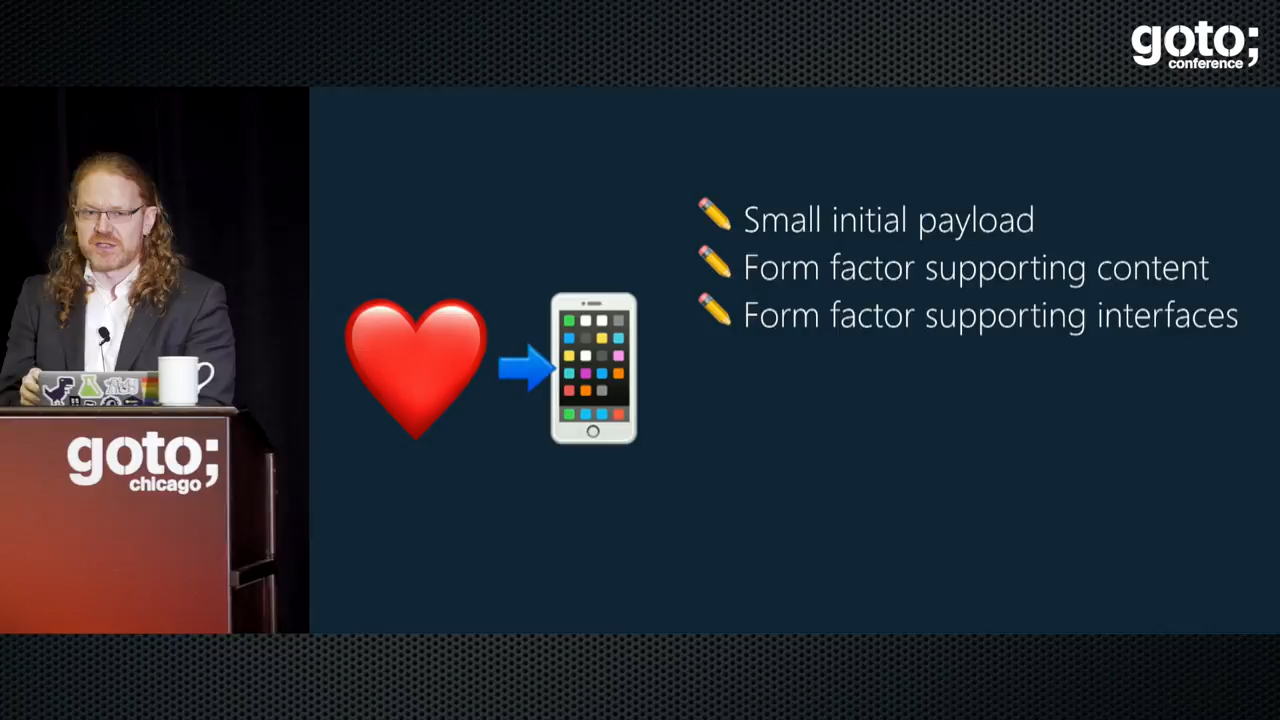 goto;
conference
Small initial payload
Form factor supporting content
Form factor supporting interfaces
goto;
chicago